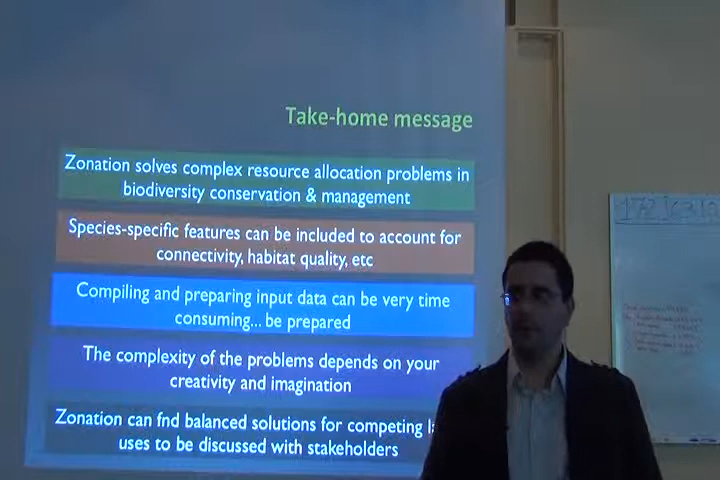 Take-home message
Zonation solves complex resource allocation problems in
biodiversity conservation & management
Species-specific features can be included to account for
connectivity, habitat quality, etc
Compiling and preparing input data can be very time
consuming... be prepared
The complexity of the problems depends on your
creativity and imagination
Zonation can fnd balanced solutions for competing
uses to be discussed with stakeholders